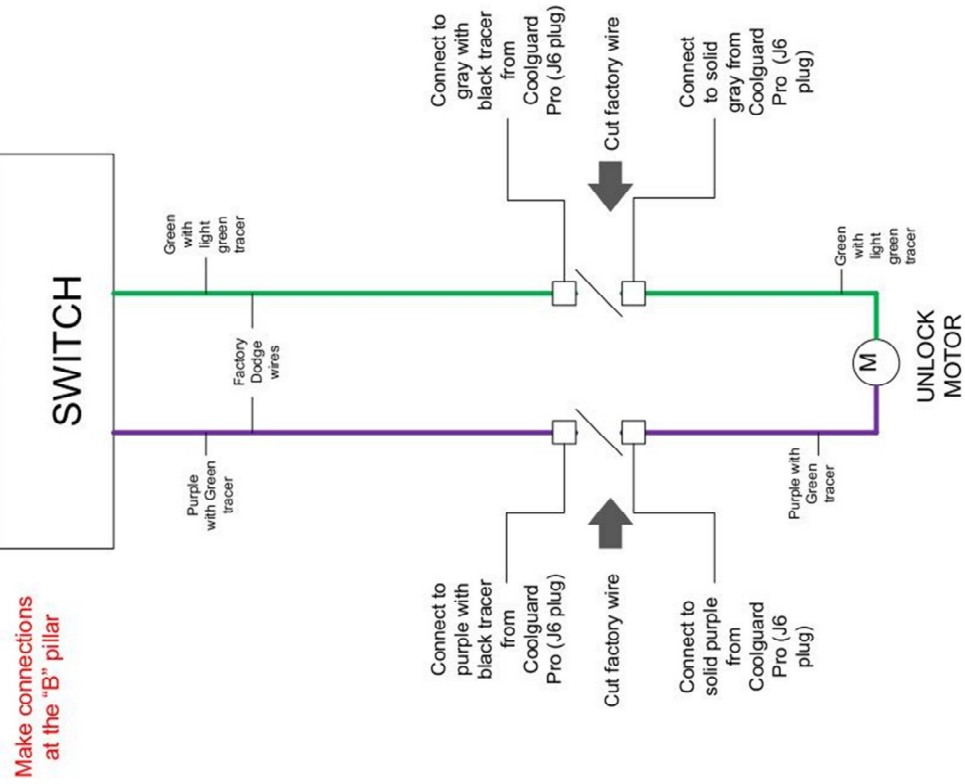 Make connections
at the "B" pillar
SWITCH
Green
with
light
green
tracer
Factory
Dodge
wires
Purple
with Green
tracer
Connect to
gray with
black tracer
from
Coolguard
Pro (J6 plug)
Cut factory wire
Connect
to solid
gray from
Coolguard
Pro (J6
plug)
Connect to
purple with
black tracer
from
Coolguard
Pro (J6 plug)
Cut factory wire
Connect to
solid purple
from
Coolguard
Pro (J6
plug)
Green
with
light
green
tracer
Purple with
Green
tracer
M
UNLOCK
MOTOR